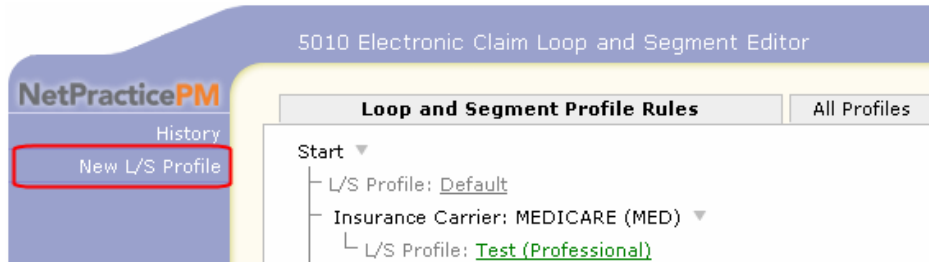 5010 Electronic Claim Loop and Segment Editor
NetPracticePM
History
New L/S Profile
Loop and Segment Profile Rules
All Profiles
Start
L/S Profile: Default
Insurance Carrier: MEDICARE (MED)
L/S Profile: Test (Professional)